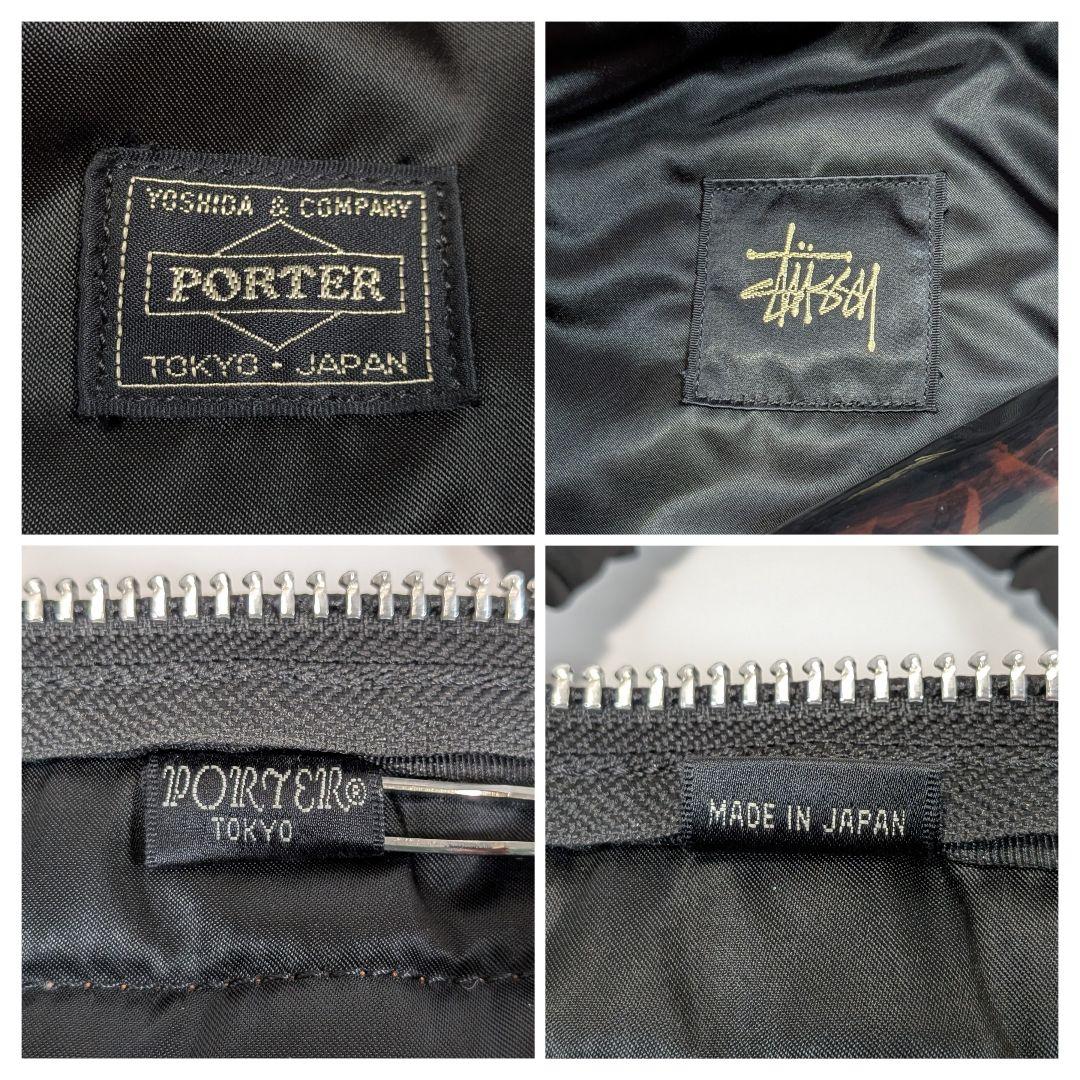 YOSHIDA & COMPANY
PORTER
TOKYO · JAPAN
stüssy
PORTER®
TOKYO
MADE IN JAPAN